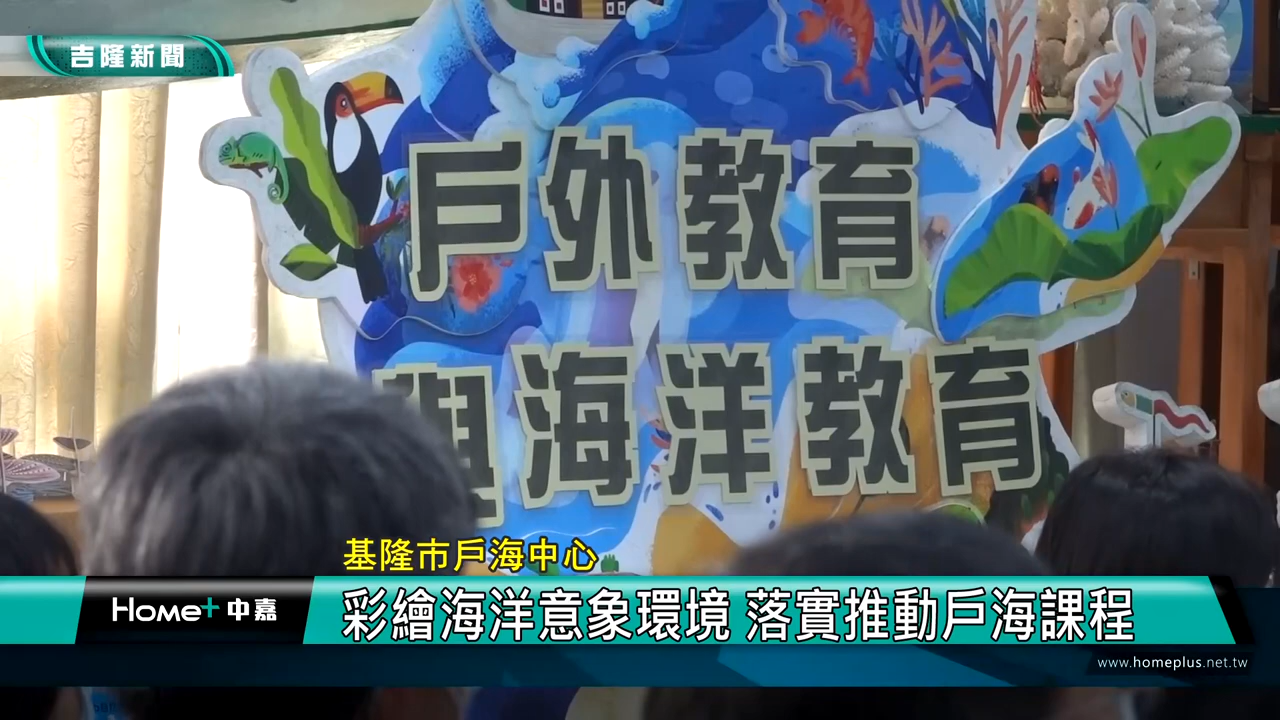 吉隆新聞
戶外教育
與海洋教育
基隆市戶海中心
Home+ 中嘉
彩繪海洋意象環境 落實推動戶海課程
www.homeplus.net.tw